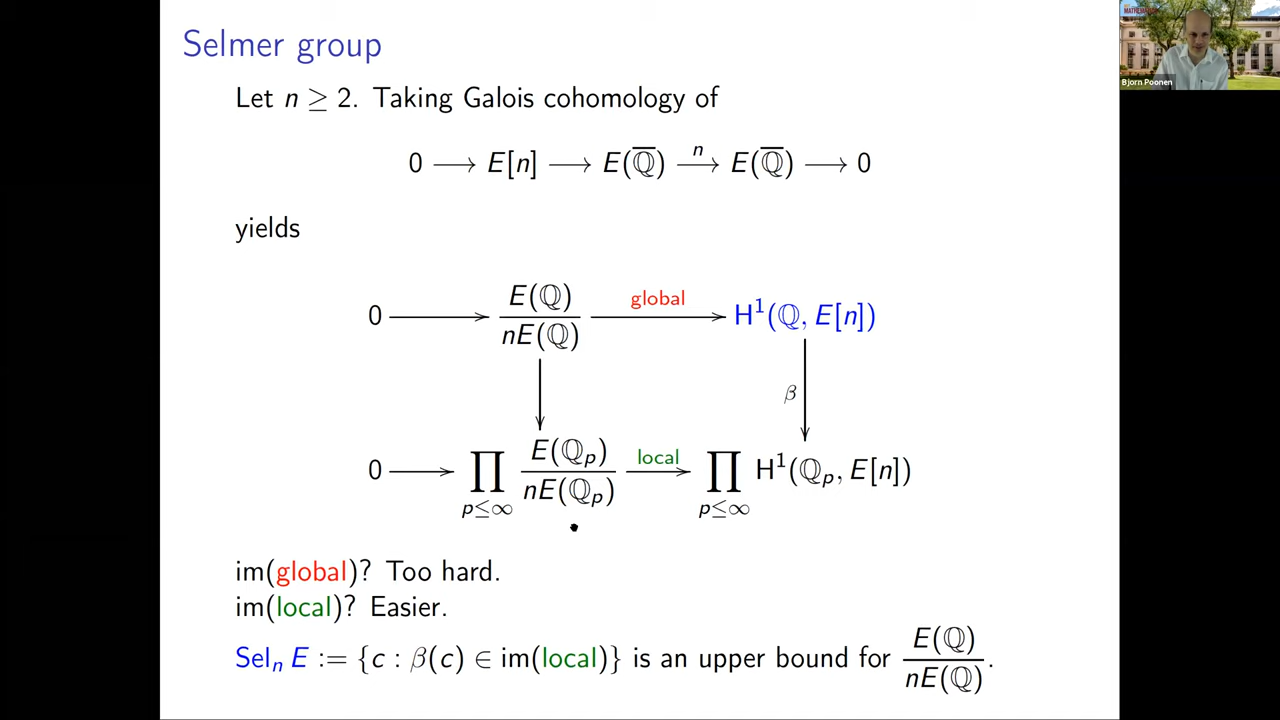 Selmer group
Let n ≥ 2. Taking Galois cohomology of
0 ⟶ E[n] ⟶ E(ℚ̅) —n→ E(ℚ̅) ⟶ 0
yields
0 ⟶ E(ℚ)/nE(ℚ) —global→ H¹(ℚ, E[n])
β
0 ⟶ ∏_{p≤∞} E(ℚ_p)/nE(ℚ_p) —local→ ∏_{p≤∞} H¹(ℚ_p, E[n])
im(global)? Too hard.
im(local)? Easier.
Sel_n E := {c : β(c) ∈ im(local)} is an upper bound for E(ℚ)/nE(ℚ).
MATHEMATICS
Bjorn Poonen